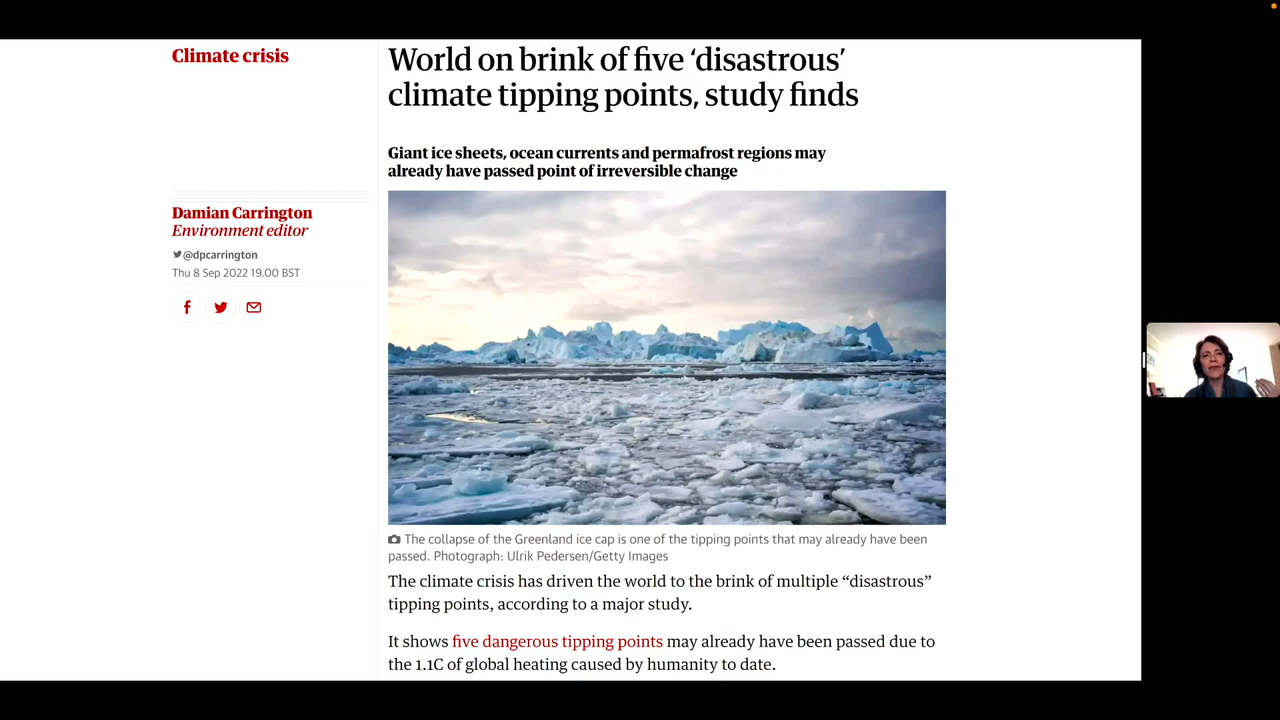 Climate crisis
World on brink of five ‘disastrous’
climate tipping points, study finds
Giant ice sheets, ocean currents and permafrost regions may
already have passed point of irreversible change
Damian Carrington
Environment editor
@dpcarrington
Thu 8 Sep 2022 19.00 BST
The collapse of the Greenland ice cap is one of the tipping points that may already have been
passed. Photograph: Ulrik Pedersen/Getty Images
The climate crisis has driven the world to the brink of multiple “disastrous”
tipping points, according to a major study.
It shows five dangerous tipping points may already have been passed due to
the 1.1C of global heating caused by humanity to date.